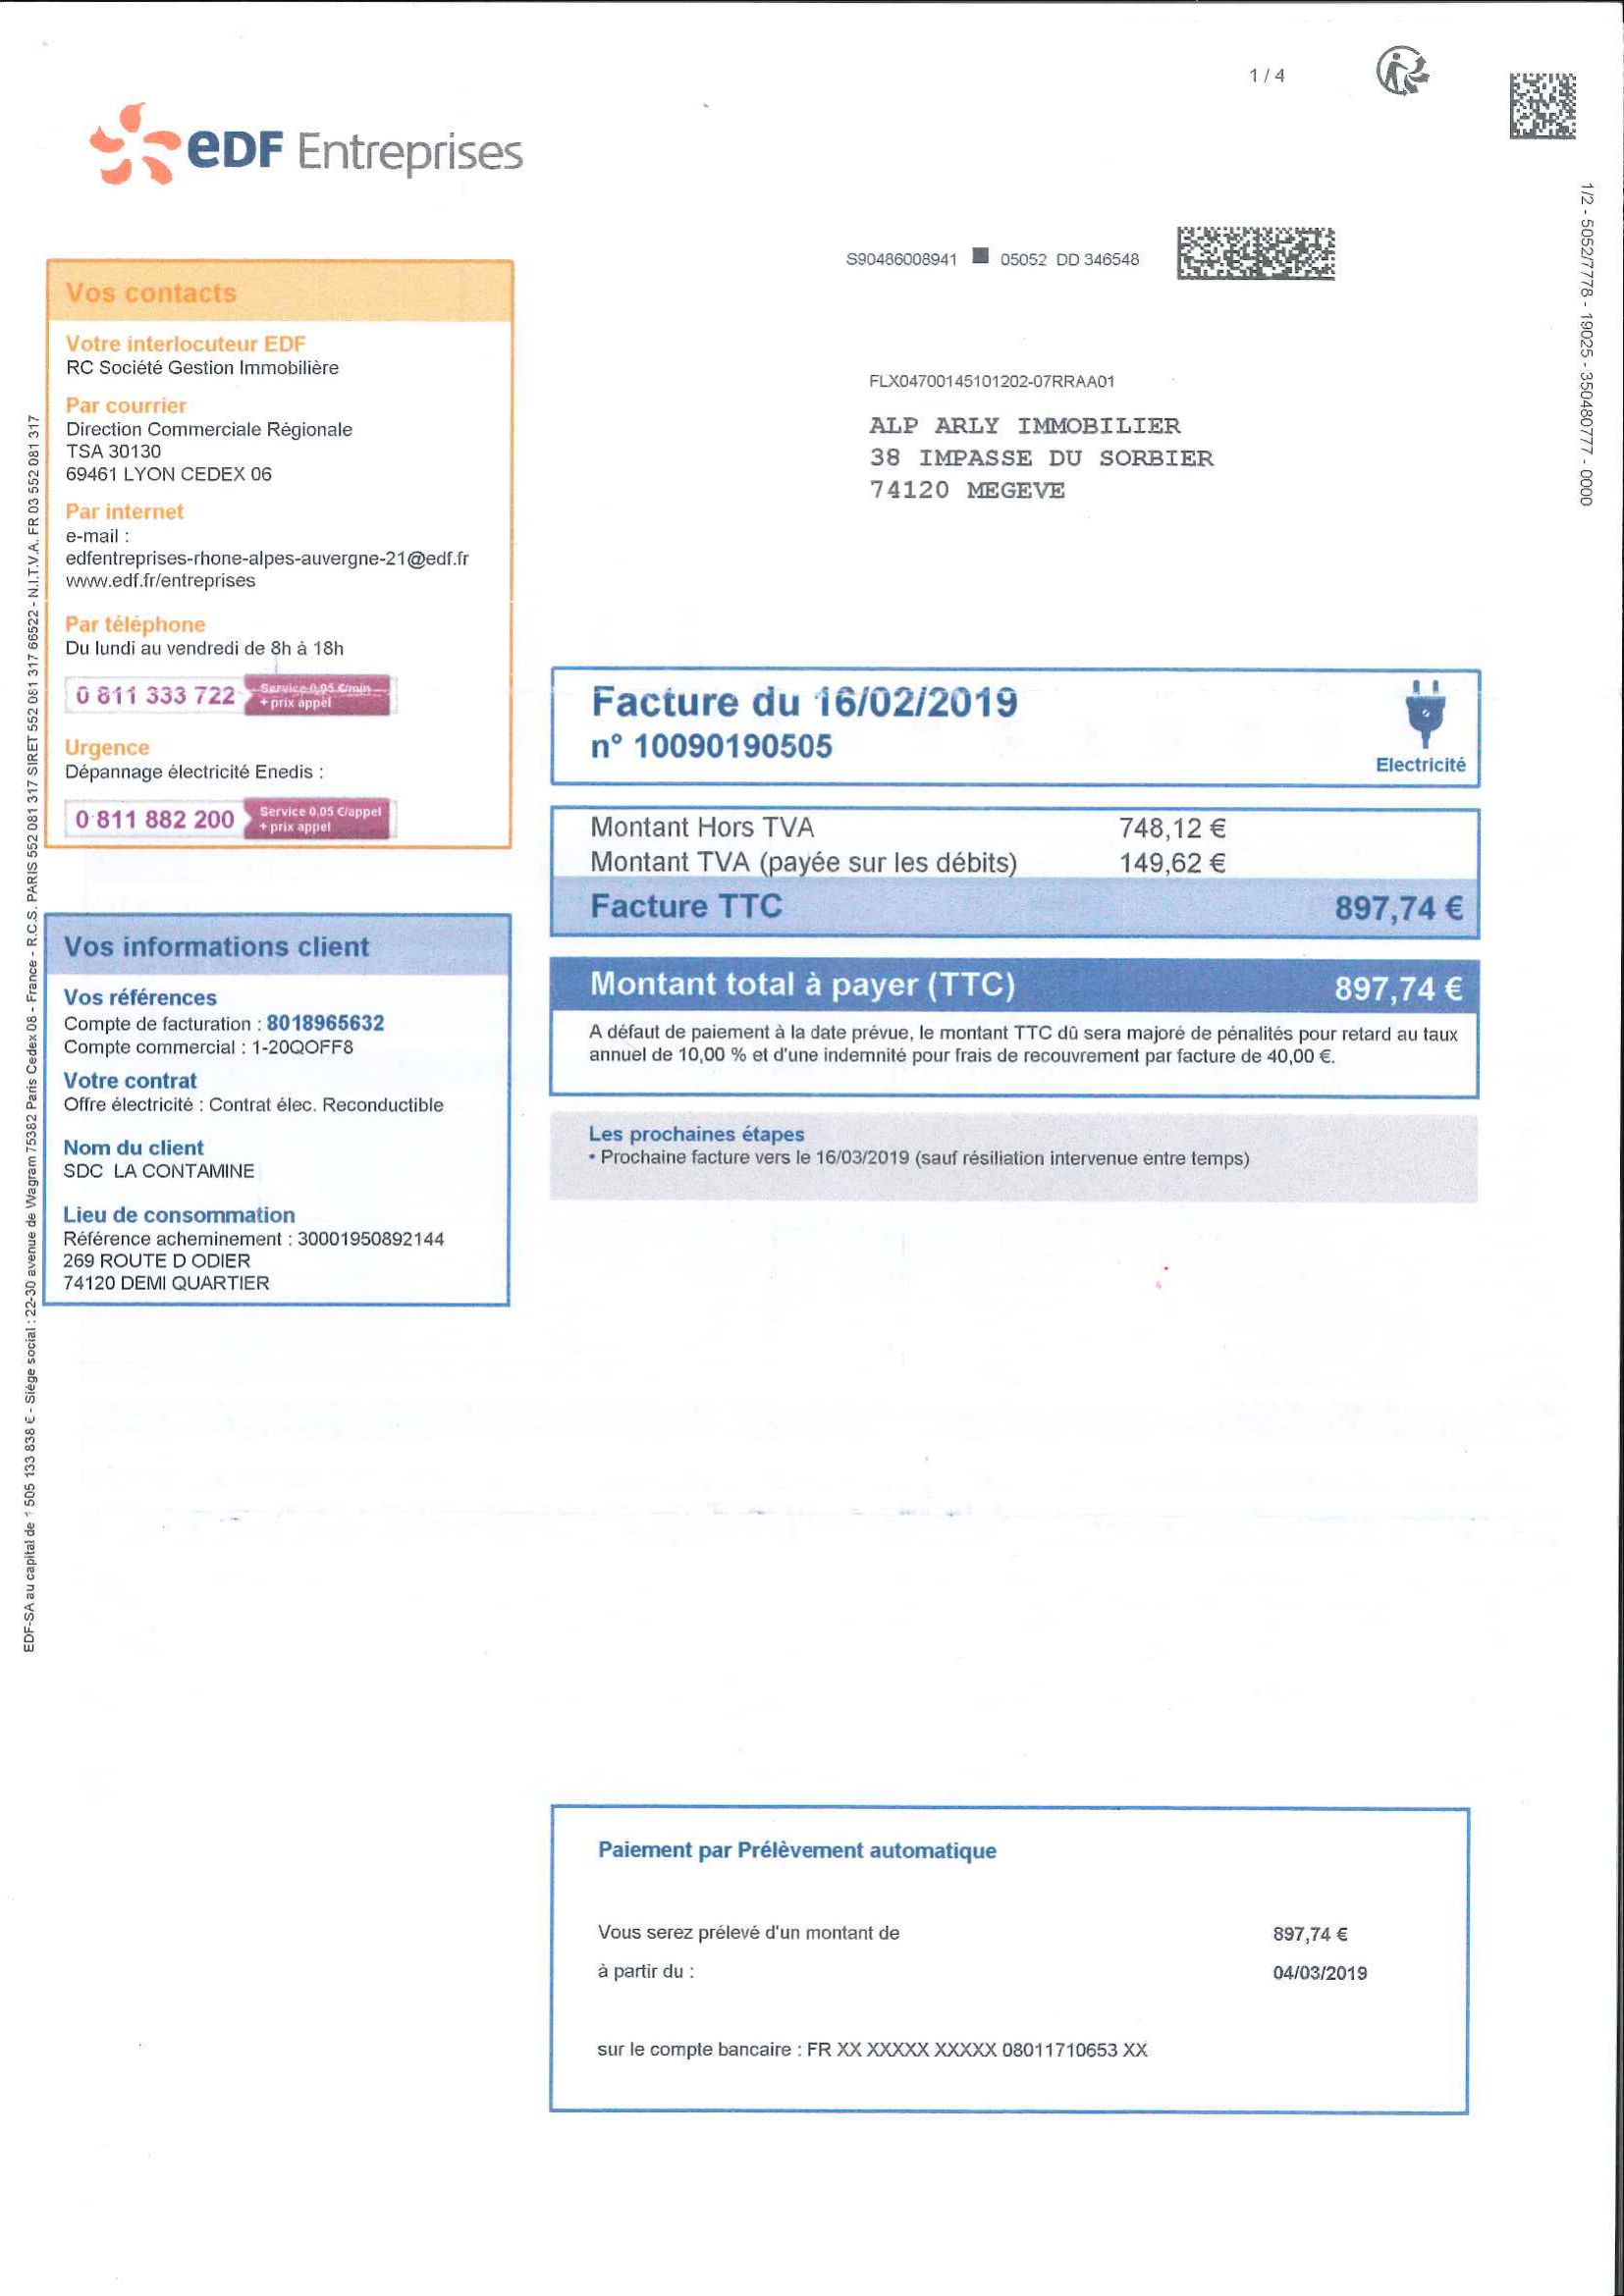 1 / 4
eDF Entreprises
1/2 - 5052/7778 - 19025 - 350480777 - 0000
S90486008941 05052 DD 346548
Vos contacts
Votre interlocuteur EDF
RC Société Gestion Immobilière
Par courrier
Direction Commerciale Régionale
TSA 30130
69461 LYON CEDEX 06
Par internet
e-mail :
edfentreprises-rhone-alpes-auvergne-21@edf.fr
www.edf.fr/entreprises
Par téléphone
Du lundi au vendredi de 8h à 18h
0 811 333 722 Service 0,05 €/min
+ prix appel
Urgence
Dépannage électricité Enedis :
0 811 882 200 Service 0,05 €/appel
+ prix appel
FLX04700145101202-07RRAA01
ALP ARLY IMMOBILIER
38 IMPASSE DU SORBIER
74120 MEGEVE
Facture du 16/02/2019
n° 10090190505
Electricité
Montant Hors TVA 748,12 €
Montant TVA (payée sur les débits) 149,62 €
Facture TTC 897,74 €
Montant total à payer (TTC) 897,74 €
A défaut de paiement à la date prévue, le montant TTC dû sera majoré de pénalités pour retard au taux
annuel de 10,00 % et d'une indemnité pour frais de recouvrement par facture de 40,00 €.
Les prochaines étapes
• Prochaine facture vers le 16/03/2019 (sauf résiliation intervenue entre temps)
Vos informations client
Vos références
Compte de facturation : 8018965632
Compte commercial : 1-20QOFF8
Votre contrat
Offre électricité : Contrat élec. Reconductible
Nom du client
SDC LA CONTAMINE
Lieu de consommation
Référence acheminement : 30001950892144
269 ROUTE D ODIER
74120 DEMI QUARTIER
EDF-SA au capital de 1 505 133 838 € - Siège social : 22-30 avenue de Wagram 75382 Paris Cedex 08 - France - R.C.S. PARIS 552 081 317 SIRET 552 081 317 66522 - N.I.T.V.A. FR 03 552 081 317
Paiement par Prélèvement automatique
Vous serez prélevé d'un montant de 897,74 €
à partir du : 04/03/2019
sur le compte bancaire : FR XX XXXXX XXXXX 08011710653 XX